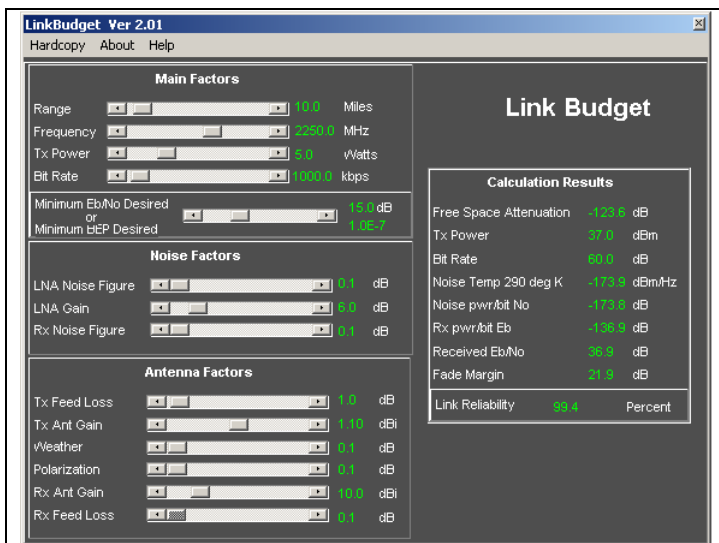 LinkBudget Ver 2.01
Hardcopy About Help
Main Factors
Range 10.0 Miles
Frequency 2250.0 MHz
Tx Power 5.0 Watts
Bit Rate 1000.0 kbps
Minimum Eb/No Desired 15.0 dB
or
Minimum BEP Desired 1.0E-7
Noise Factors
LNA Noise Figure 0.1 dB
LNA Gain 6.0 dB
Rx Noise Figure 0.1 dB
Antenna Factors
Tx Feed Loss 1.0 dB
Tx Ant Gain 1.10 dBi
Weather 0.1 dB
Polarization 0.1 dB
Rx Ant Gain 10.0 dBi
Rx Feed Loss 0.1 dB
Link Budget
Calculation Results
Free Space Attenuation -123.6 dB
Tx Power 37.0 dBm
Bit Rate 60.0 dB
Noise Temp 290 deg K -173.9 dBm/Hz
Noise pwr/bit No -173.8 dB
Rx pwr/bit Eb -136.9 dB
Received Eb/No 36.9 dB
Fade Margin 21.9 dB
Link Reliability 99.4 Percent